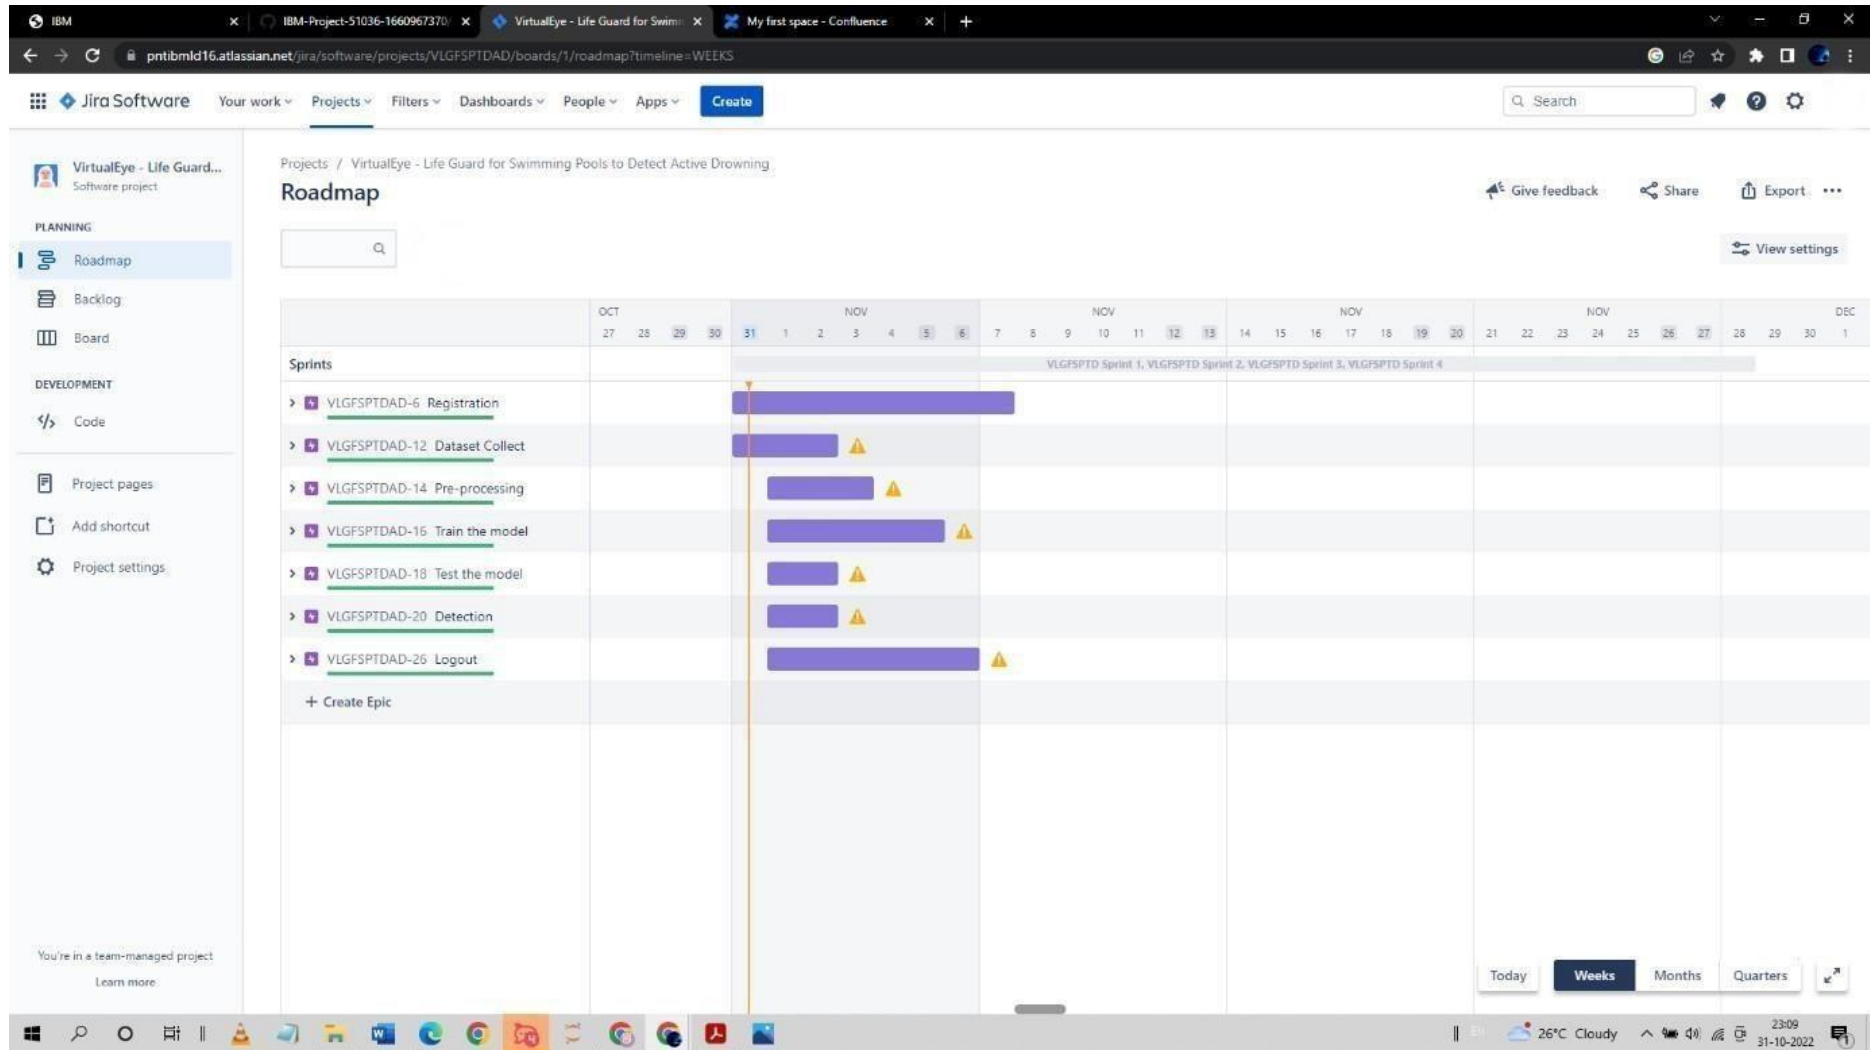 IBM
IBM-Project-51036-1660967370/
VirtualEye - Life Guard for Swimm
My first space - Confluence
pntibmld16.atlassian.net/jira/software/projects/VLGFSPTDAD/boards/1/roadmap?timeline=WEEKS
Jira Software Your work Projects Filters Dashboards People Apps Create Search
VirtualEye - Life Guard...
Software project
PLANNING
Roadmap
Backlog
Board
DEVELOPMENT
Code
Project pages
Add shortcut
Project settings
You're in a team-managed project
Learn more
Projects / VirtualEye - Life Guard for Swimming Pools to Detect Active Drowning
Roadmap
Give feedback Share Export
View settings
OCT NOV NOV NOV NOV DEC
27 28 29 30 31 1 2 3 4 5 6 7 8 9 10 11 12 13 14 15 16 17 18 19 20 21 22 23 24 25 26 27 28 29 30 1
Sprints
VLGFSPTD Sprint 1, VLGFSPTD Sprint 2, VLGFSPTD Sprint 3, VLGFSPTD Sprint 4
VLGFSPTDAD-6 Registration
VLGFSPTDAD-12 Dataset Collect
VLGFSPTDAD-14 Pre-processing
VLGFSPTDAD-16 Train the model
VLGFSPTDAD-18 Test the model
VLGFSPTDAD-20 Detection
VLGFSPTDAD-26 Logout
+ Create Epic
Today Weeks Months Quarters
26°C Cloudy
23:09
31-10-2022